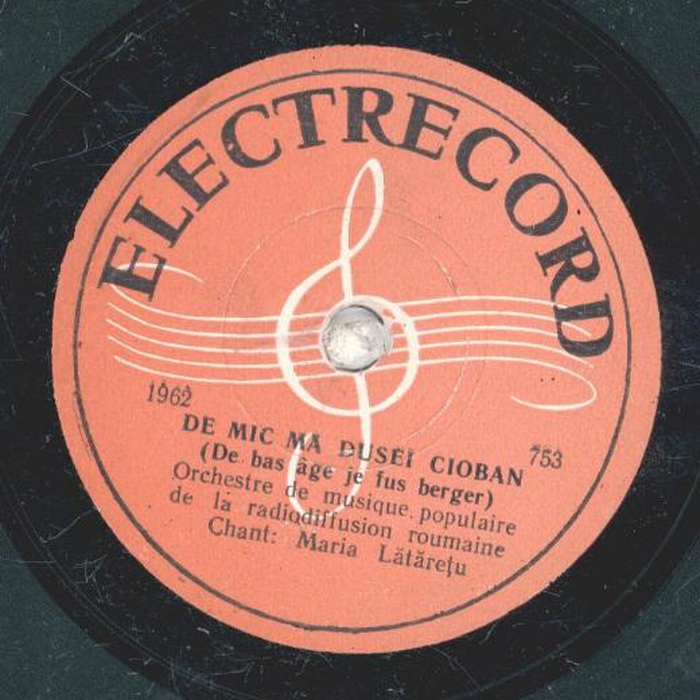 ELECTRECORD
1962
753
DE MIC MĂ DUSEI CIOBAN
(De bas âge je fus berger)
Orchestre de musique populaire
de la radiodiffusion roumaine
Chant: Maria Lătărețu